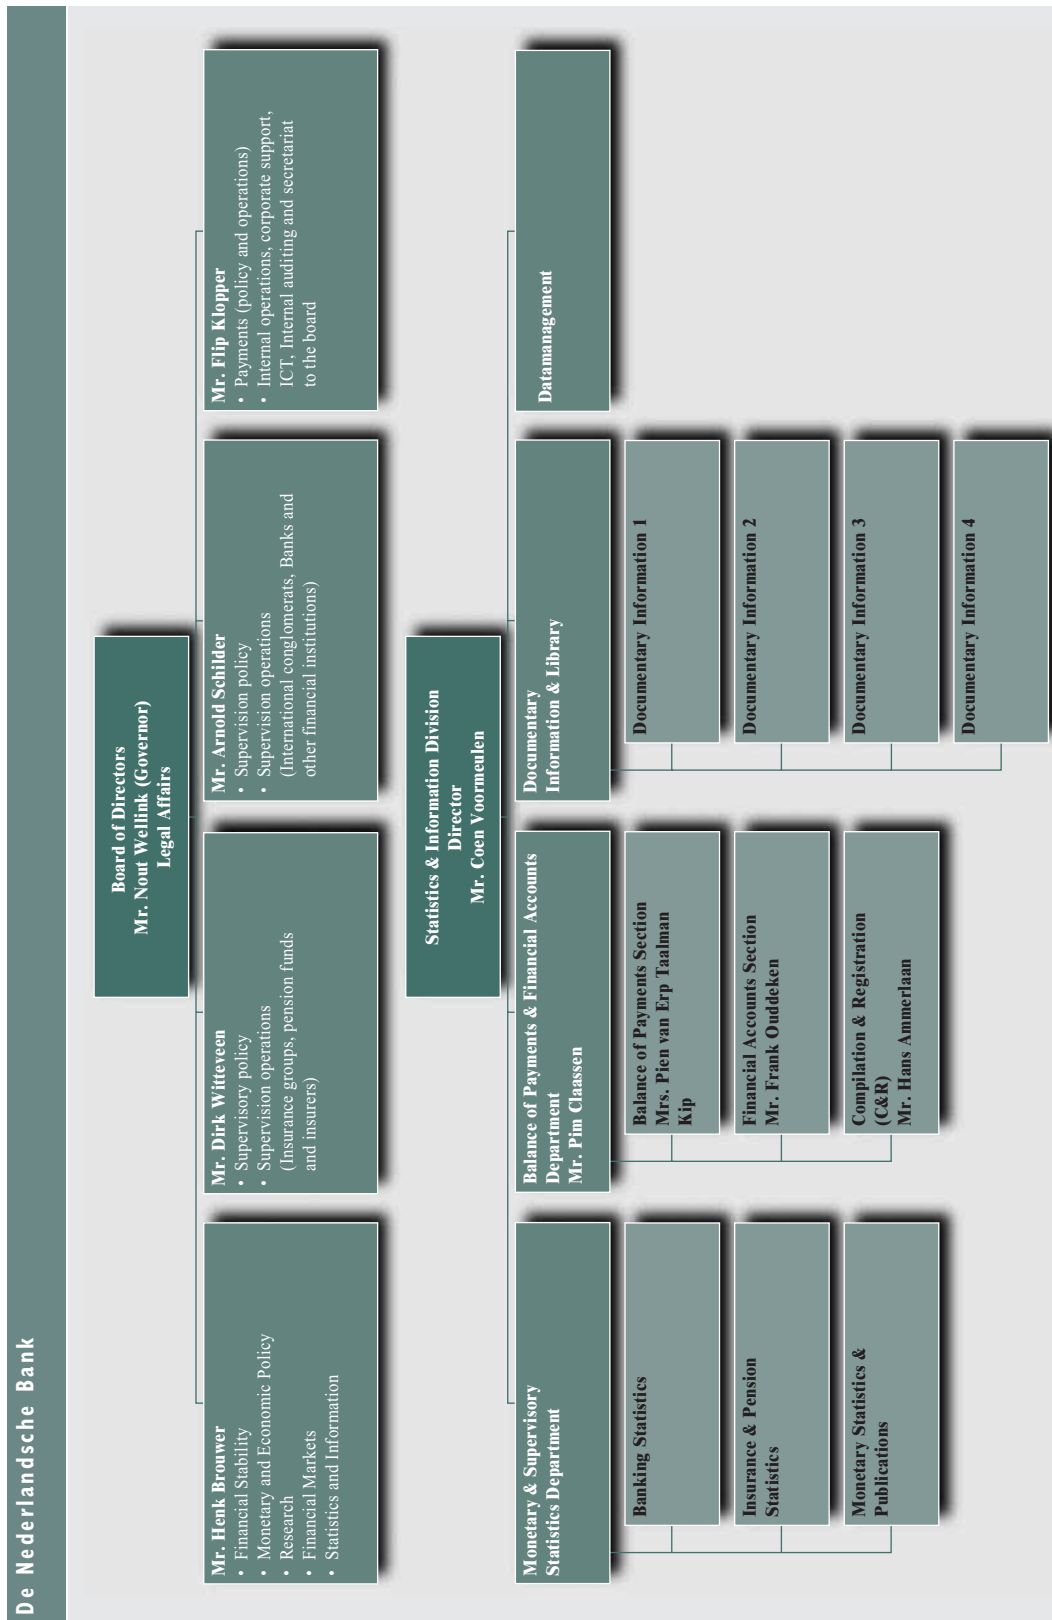 De Nederlandsche Bank
Board of Directors
Mr. Nout Wellink (Governor)
Legal Affairs
Mr. Henk Brouwer
• Financial Stability
• Monetary and Economic Policy
• Research
• Financial Markets
• Statistics and Information
Mr. Dirk Witteveen
• Supervisory policy
• Supervision operations
(Insurance groups, pension funds
and insurers)
Mr. Arnold Schilder
• Supervision policy
• Supervision operations
(International conglomerats, Banks and
other financial institutions)
Mr. Flip Klopper
• Payments (policy and operations)
• Internal operations, corporate support,
ICT, Internal auditing and secretariat
to the board
Statistics & Information Division
Director
Mr. Coen Voormeulen
Monetary & Supervisory
Statistics Department
Banking Statistics
Insurance & Pension
Statistics
Monetary Statistics &
Publications
Balance of Payments & Financial Accounts
Department
Mr. Pim Claassen
Balance of Payments Section
Mrs. Pien van Erp Taalman
Kip
Financial Accounts Section
Mr. Frank Ouddeken
Compilation & Registration
(C&R)
Mr. Hans Ammerlaan
Documentary
Information & Library
Documentary Information 1
Documentary Information 2
Documentary Information 3
Documentary Information 4
Datamanagement